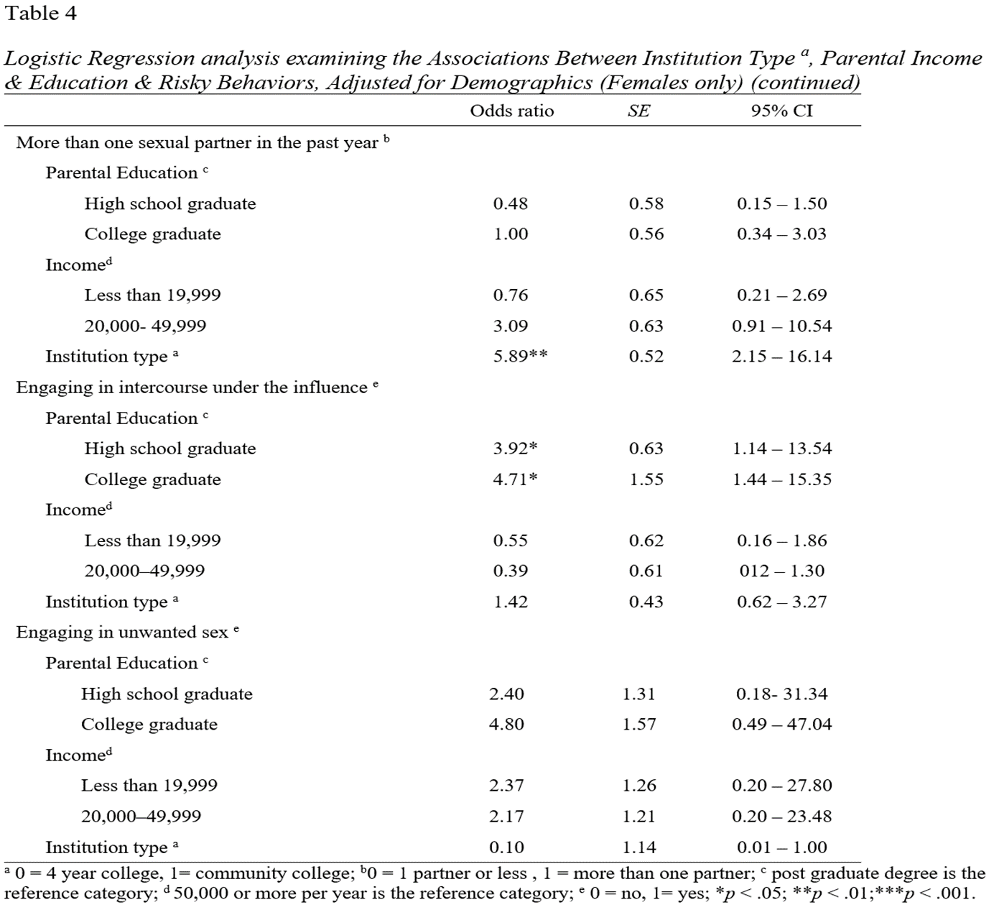 Table 4
Logistic Regression analysis examining the Associations Between Institution Type ᵃ, Parental Income
& Education & Risky Behaviors, Adjusted for Demographics (Females only) (continued)
Odds ratio SE 95% CI
More than one sexual partner in the past year ᵇ
Parental Education ᶜ
High school graduate 0.48 0.58 0.15 – 1.50
College graduate 1.00 0.56 0.34 – 3.03
Incomeᵈ
Less than 19,999 0.76 0.65 0.21 – 2.69
20,000- 49,999 3.09 0.63 0.91 – 10.54
Institution type ᵃ 5.89** 0.52 2.15 – 16.14
Engaging in intercourse under the influence ᵉ
Parental Education ᶜ
High school graduate 3.92* 0.63 1.14 – 13.54
College graduate 4.71* 1.55 1.44 – 15.35
Incomeᵈ
Less than 19,999 0.55 0.62 0.16 – 1.86
20,000–49,999 0.39 0.61 012 – 1.30
Institution type ᵃ 1.42 0.43 0.62 – 3.27
Engaging in unwanted sex ᵉ
Parental Education ᶜ
High school graduate 2.40 1.31 0.18- 31.34
College graduate 4.80 1.57 0.49 – 47.04
Incomeᵈ
Less than 19,999 2.37 1.26 0.20 – 27.80
20,000–49,999 2.17 1.21 0.20 – 23.48
Institution type ᵃ 0.10 1.14 0.01 – 1.00
ᵃ 0 = 4 year college, 1= community college; ᵇ0 = 1 partner or less , 1 = more than one partner; ᶜ post graduate degree is the
reference category; ᵈ 50,000 or more per year is the reference category; ᵉ 0 = no, 1= yes; *p < .05; **p < .01;***p < .001.